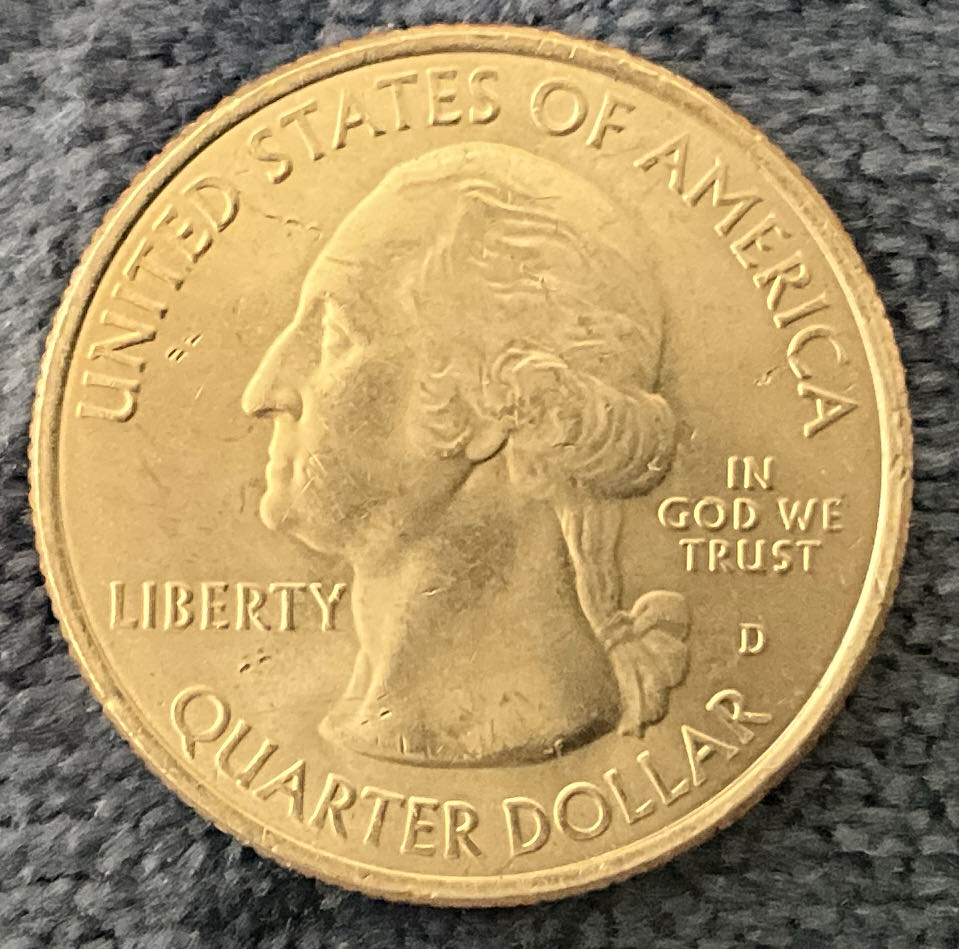 UNITED STATES OF AMERICA
LIBERTY
IN
GOD WE
TRUST
D
QUARTER DOLLAR